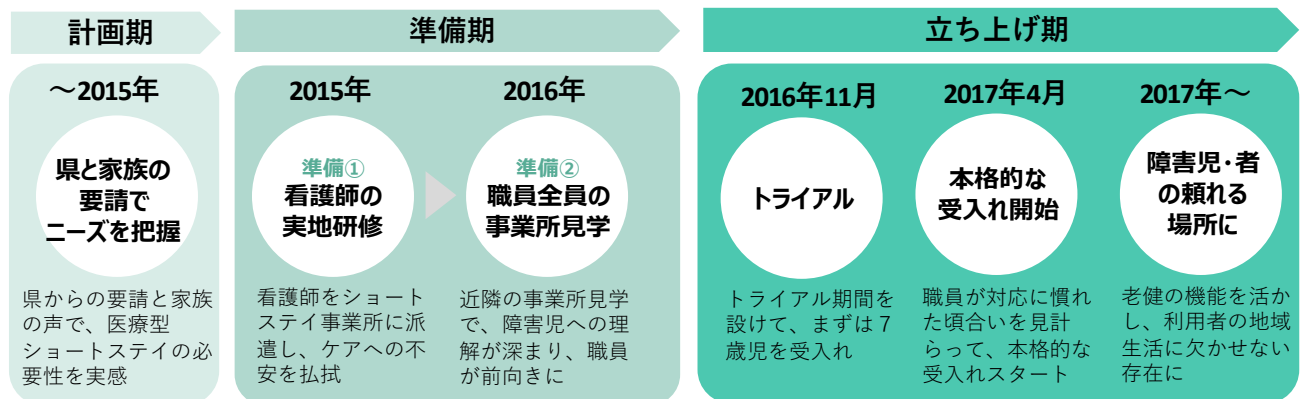 計画期
準備期
立ち上げ期
～2015年
県と家族の
要請で
ニーズを把握
県からの要請と家族
の声で、医療型
ショートステイの必
要性を実感
2015年
準備①
看護師の
実地研修
看護師をショート
ステイ事業所に派
遣し、ケアへの不
安を払拭
2016年
準備②
職員全員の
事業所見学
近隣の事業所見学
で、障害児への理
解が深まり、職員
が前向きに
2016年11月
トライアル
トライアル期間を
設けて、まずは７
歳児を受入れ
2017年4月
本格的な
受入れ開始
職員が対応に慣れ
た頃合いを見計
らって、本格的な
受入れスタート
2017年～
障害児・者
の頼れる
場所に
老健の機能を活か
し、利用者の地域
生活に欠かせない
存在に